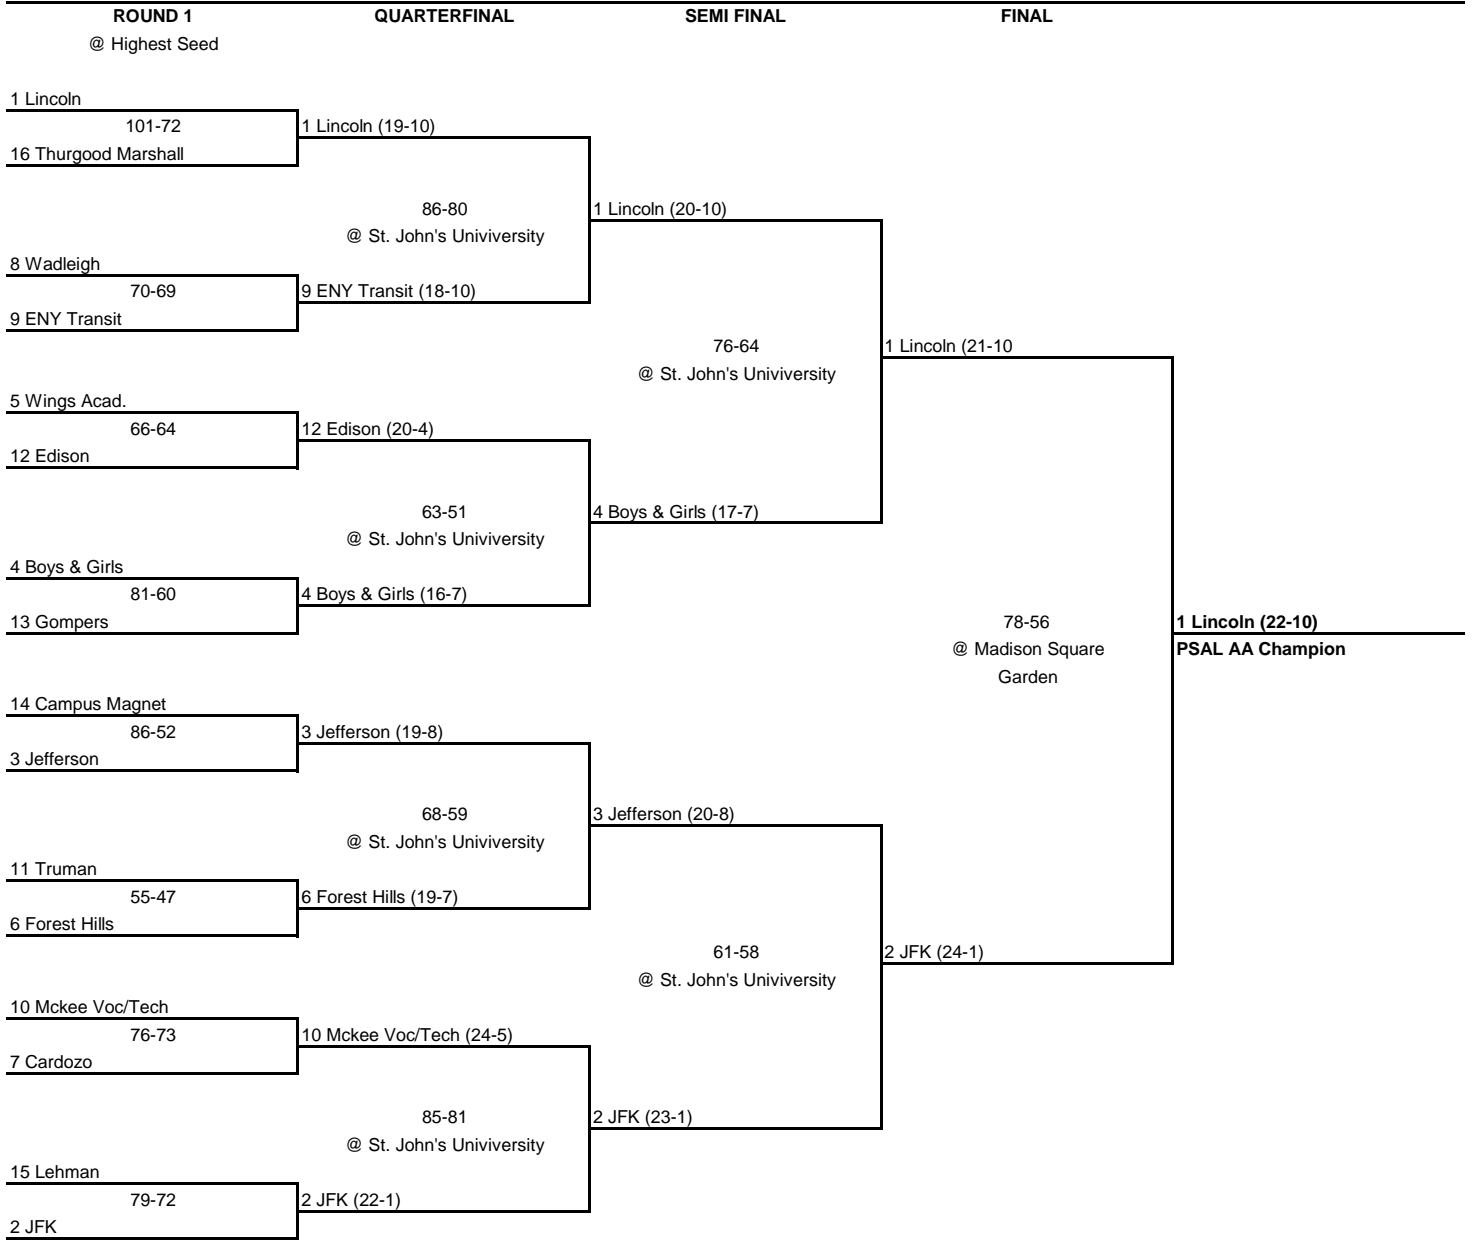 ROUND 1 QUARTERFINAL SEMI FINAL FINAL
@ Highest Seed
1 Lincoln
101-72 1 Lincoln (19-10)
16 Thurgood Marshall
86-80 1 Lincoln (20-10)
@ St. John's Univiversity
8 Wadleigh
70-69 9 ENY Transit (18-10)
9 ENY Transit
76-64 1 Lincoln (21-10
@ St. John's Univiversity
5 Wings Acad.
66-64 12 Edison (20-4)
12 Edison
63-51 4 Boys & Girls (17-7)
@ St. John's Univiversity
4 Boys & Girls
81-60 4 Boys & Girls (16-7)
13 Gompers 78-56 1 Lincoln (22-10)
@ Madison Square PSAL AA Champion
Garden
14 Campus Magnet
86-52 3 Jefferson (19-8)
3 Jefferson
68-59 3 Jefferson (20-8)
@ St. John's Univiversity
11 Truman
55-47 6 Forest Hills (19-7)
6 Forest Hills
61-58 2 JFK (24-1)
@ St. John's Univiversity
10 Mckee Voc/Tech
76-73 10 Mckee Voc/Tech (24-5)
7 Cardozo
85-81 2 JFK (23-1)
@ St. John's Univiversity
15 Lehman
79-72 2 JFK (22-1)
2 JFK